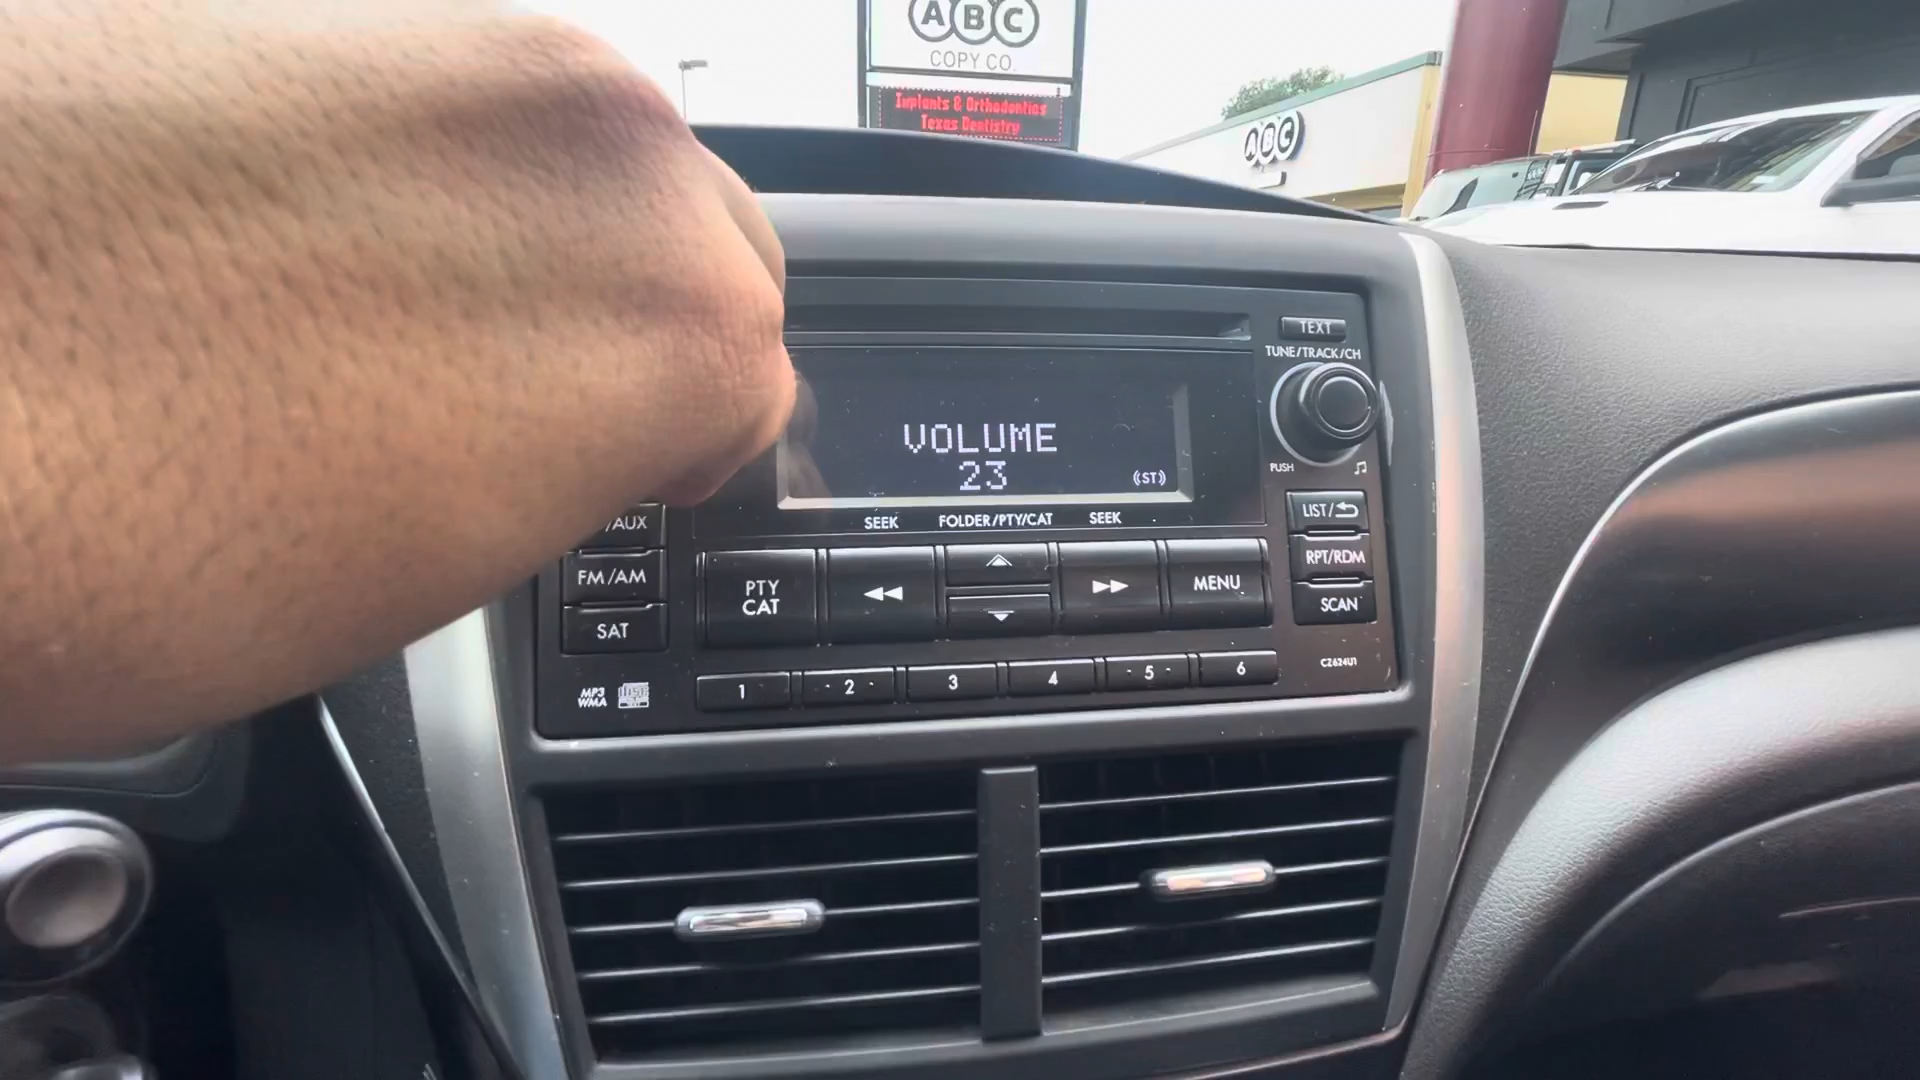 ABC
COPY CO.
Implants & Orthodontics
Texas Dentistry
ABC
TEXT
TUNE/TRACK/CH
VOLUME
23
(ST)
PUSH
/AUX
SEEK
FOLDER/PTY/CAT
SEEK
LIST/
FM/AM
PTY
CAT
MENU
RPT/RDM
SAT
SCAN
MP3
WMA
1
2
3
4
5
6
CZ624U1